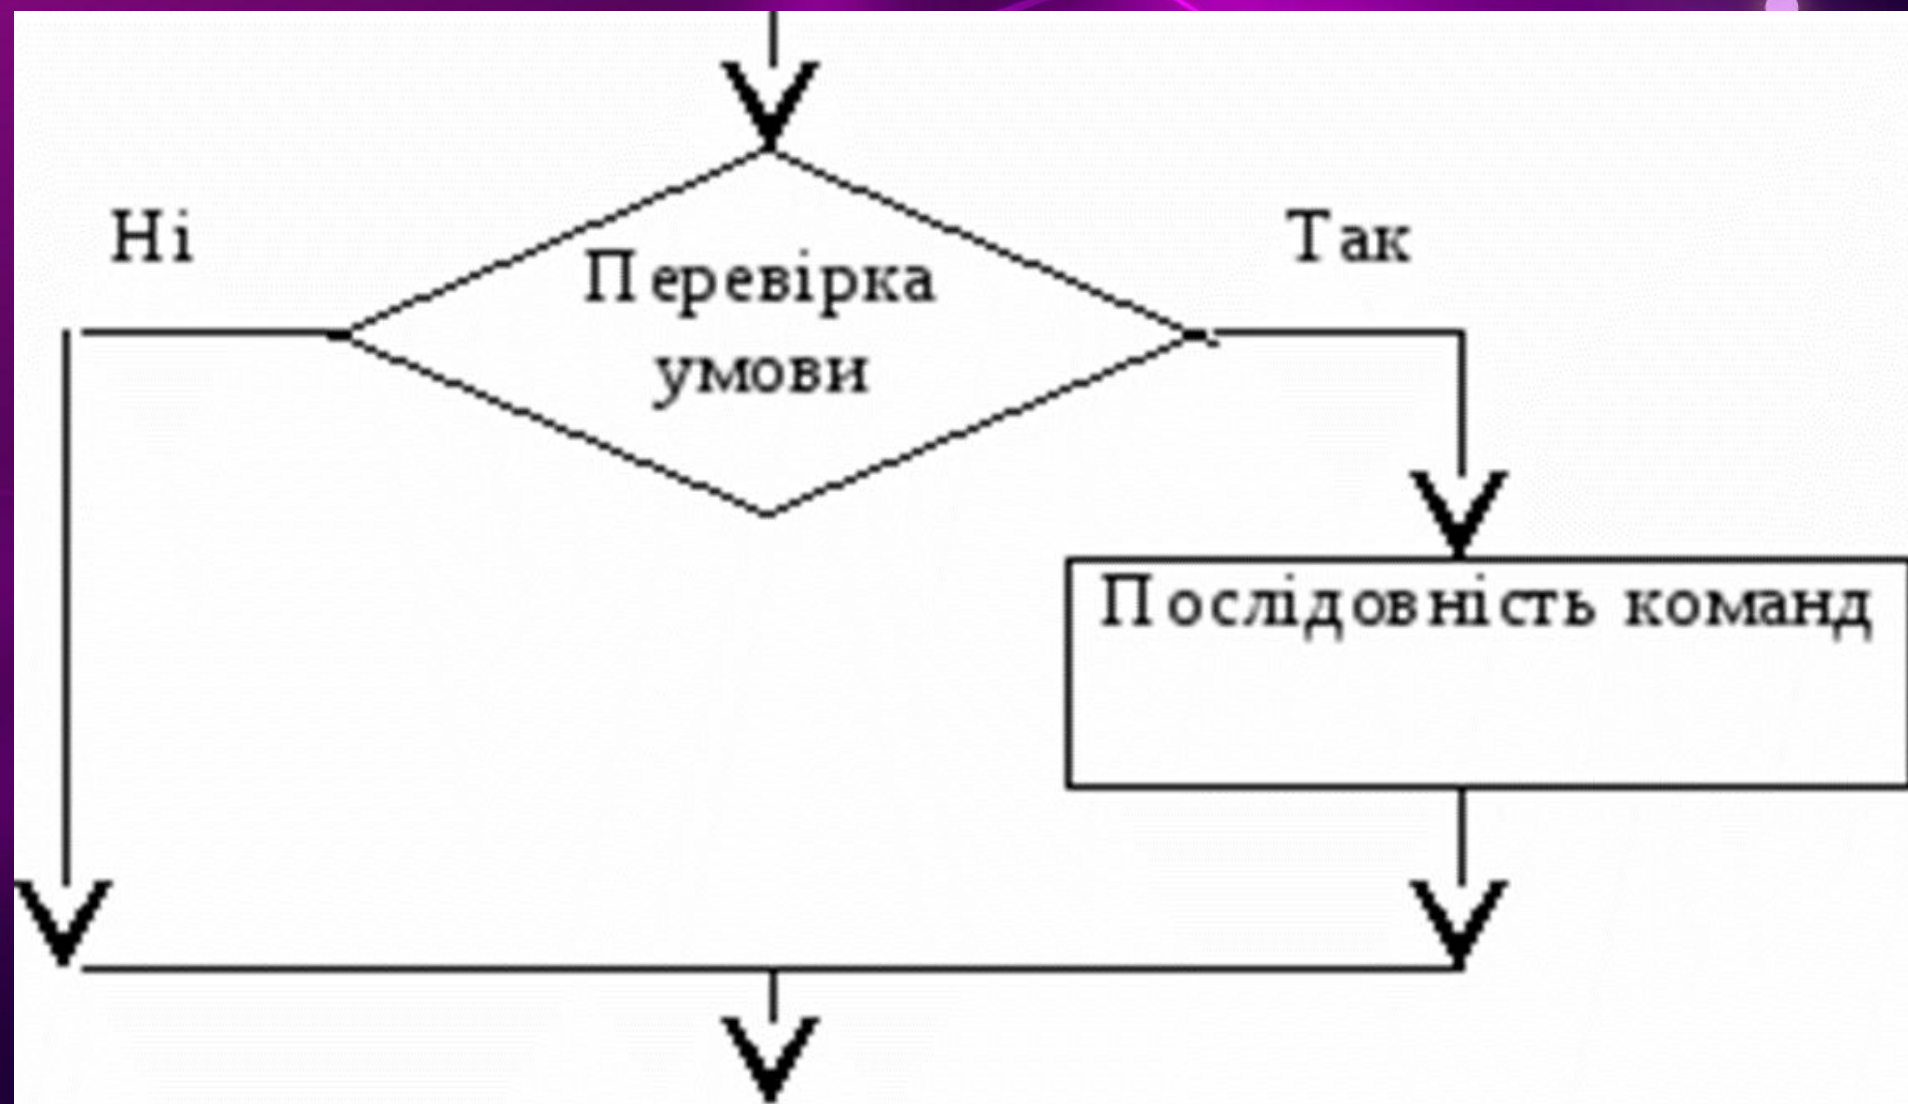 Ні
Так
Перевірка
умови
Послідовність команд